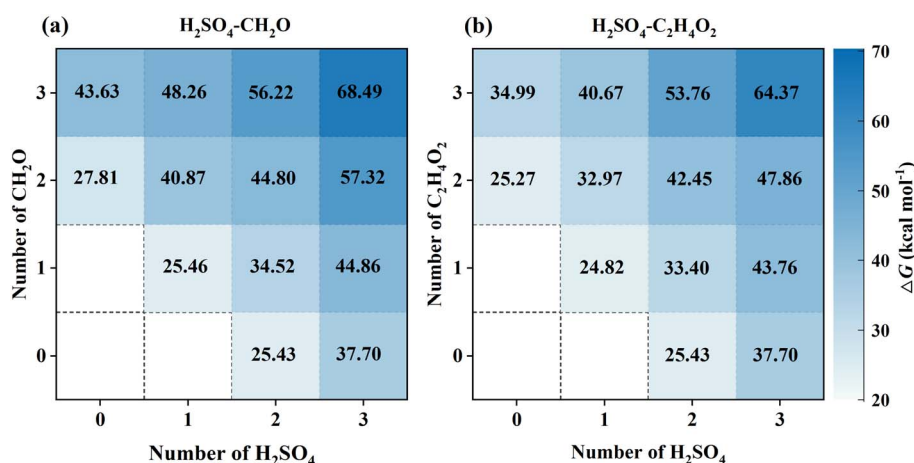 (a) H₂SO₄-CH₂O
3 43.63 48.26 56.22 68.49
2 27.81 40.87 44.80 57.32
1 25.46 34.52 44.86
0 25.43 37.70
0 1 2 3
Number of CH₂O
Number of H₂SO₄
(b) H₂SO₄-C₂H₄O₂
3 34.99 40.67 53.76 64.37
2 25.27 32.97 42.45 47.86
1 24.82 33.40 43.76
0 25.43 37.70
0 1 2 3
Number of C₂H₄O₂
Number of H₂SO₄
70
60
50
40
30
20
△G (kcal mol⁻¹)